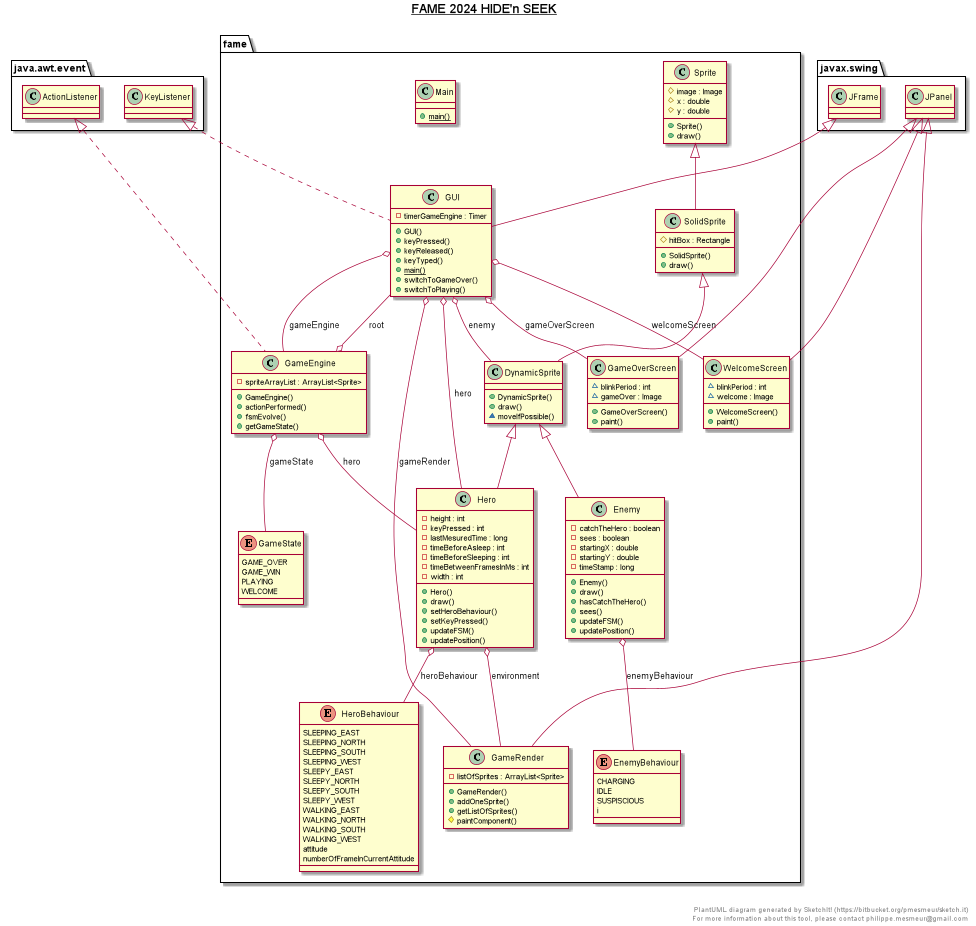 FAME 2024 HIDE'n SEEK
fame
java.awt.event
ActionListener
KeyListener
javax.swing
JFrame
JPanel
Main
main()
Sprite
image : Image
x : double
y : double
Sprite()
draw()
GUI
timerGameEngine : Timer
GUI()
keyPressed()
keyReleased()
keyTyped()
main()
switchToGameOver()
switchToPlaying()
SolidSprite
hitBox : Rectangle
SolidSprite()
draw()
gameEngine
root
enemy
gameOverScreen
welcomeScreen
GameEngine
spriteArrayList : ArrayList<Sprite>
GameEngine()
actionPerformed()
fsmEvolve()
getGameState()
DynamicSprite
DynamicSprite()
draw()
moveIfPossible()
GameOverScreen
blinkPeriod : int
gameOver : Image
GameOverScreen()
paint()
WelcomeScreen
blinkPeriod : int
welcome : Image
WelcomeScreen()
paint()
hero
gameState
hero
gameRender
GameState
GAME_OVER
GAME_WIN
PLAYING
WELCOME
Hero
height : int
keyPressed : int
lastMesuredTime : long
timeBeforeAsleep : int
timeBeforeSleeping : int
timeBetweenFramesInMs : int
width : int
Hero()
draw()
setHeroBehaviour()
setKeyPressed()
updateFSM()
updatePosition()
Enemy
catchTheHero : boolean
sees : boolean
startingX : double
startingY : double
timeStamp : long
Enemy()
draw()
hasCatchTheHero()
sees()
updateFSM()
updatePosition()
heroBehaviour
environment
enemyBehaviour
HeroBehaviour
SLEEPING_EAST
SLEEPING_NORTH
SLEEPING_SOUTH
SLEEPING_WEST
SLEEPY_EAST
SLEEPY_NORTH
SLEEPY_SOUTH
SLEEPY_WEST
WALKING_EAST
WALKING_NORTH
WALKING_SOUTH
WALKING_WEST
attitude
numberOfFrameInCurrentAttitude
GameRender
listOfSprites : ArrayList<Sprite>
GameRender()
addOneSprite()
getListOfSprites()
paintComponent()
EnemyBehaviour
CHARGING
IDLE
SUSPISCIOUS
i
PlantUML diagram generated by SketchIt! (https://bitbucket.org/pmesmeur/sketch.it)
For more information about this tool, please contact philippe.mesmeur@gmail.com